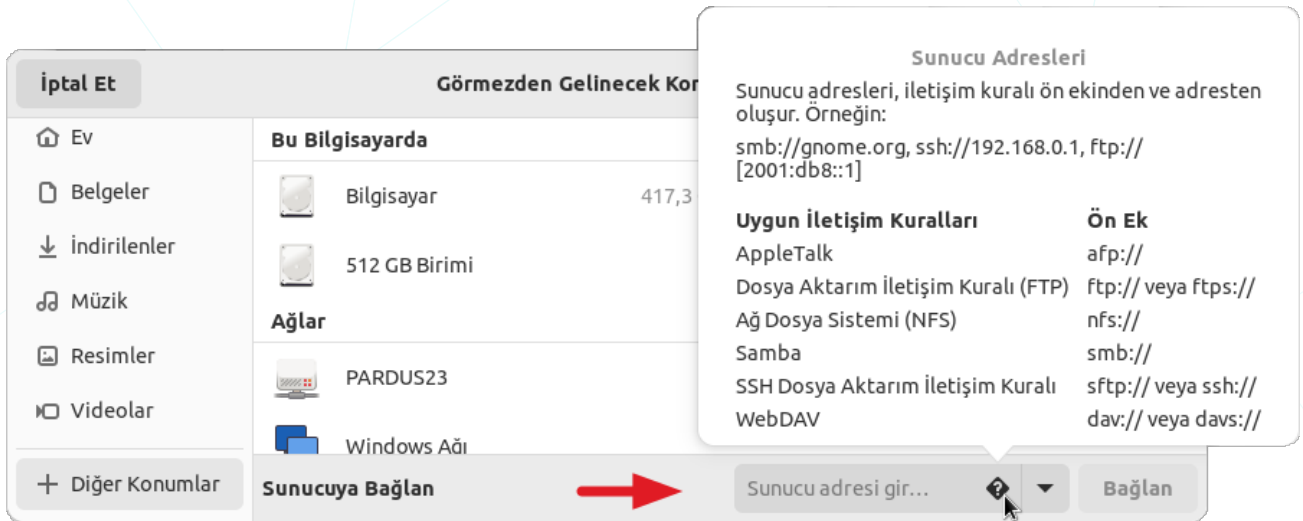 İptal Et
Görmezden Gelinecek Kor
Ev
Belgeler
İndirilenler
Müzik
Resimler
Videolar
Diğer Konumlar
Bu Bilgisayarda
Bilgisayar 417,3
512 GB Birimi
Ağlar
PARDUS23
Windows Ağı
Sunucuya Bağlan
Sunucu adresi gir...
Bağlan
Sunucu Adresleri
Sunucu adresleri, iletişim kuralı ön ekinden ve adresten
oluşur. Örneğin:
smb://gnome.org, ssh://192.168.0.1, ftp://
[2001:db8::1]
Uygun İletişim Kuralları Ön Ek
AppleTalk afp://
Dosya Aktarım İletişim Kuralı (FTP) ftp:// veya ftps://
Ağ Dosya Sistemi (NFS) nfs://
Samba smb://
SSH Dosya Aktarım İletişim Kuralı sftp:// veya ssh://
WebDAV dav:// veya davs://